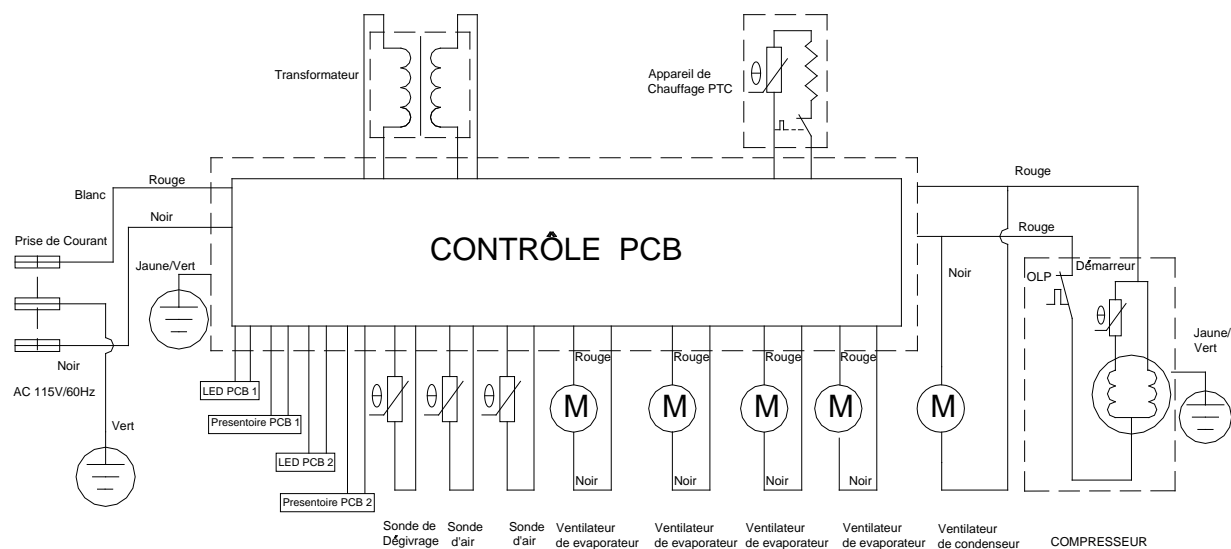 Transformateur
Appareil de
Chauffage PTC
Rouge
Blanc
Noir
Prise de Courant
Jaune/Vert
Noir
AC 115V/60Hz
Vert
CONTRÔLE PCB
Rouge
Rouge
Noir
OLP
Démarreur
Jaune/
Vert
LED PCB 1
Presentoire PCB 1
LED PCB 2
Presentoire PCB 2
θ
θ
θ
θ
θ
Rouge
Rouge
Rouge
Rouge
M
M
M
M
M
Noir
Noir
Noir
Noir
Sonde de
Dégivrage
Sonde
d'air
Sonde
d'air
Ventilateur
de evaporateur
Ventilateur
de evaporateur
Ventilateur
de evaporateur
Ventilateur
de evaporateur
Ventilateur
de condenseur
COMPRESSEUR